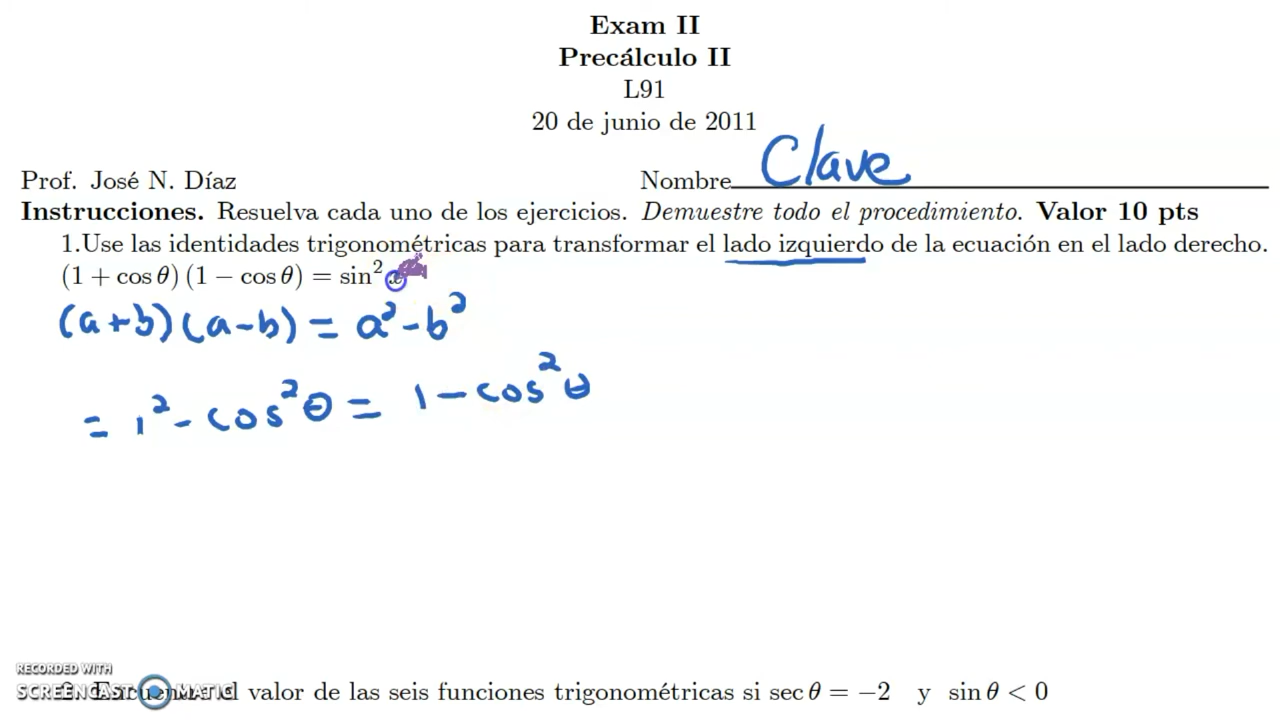 Exam II
Precálculo II
L91
20 de junio de 2011
Prof. José N. Díaz Nombre Clave
Instrucciones. Resuelva cada uno de los ejercicios. Demuestre todo el procedimiento. Valor 10 pts
1.Use las identidades trigonométricas para transformar el lado izquierdo de la ecuación en el lado derecho.
(1 + cos θ) (1 − cos θ) = sin² x
(a+b)(a-b) = a² - b²
= 1² - cos² θ = 1 - cos² θ
RECORDED WITH
SCREENCAST MATIC
el valor de las seis funciones trigonométricas si sec θ = −2 y sin θ < 0